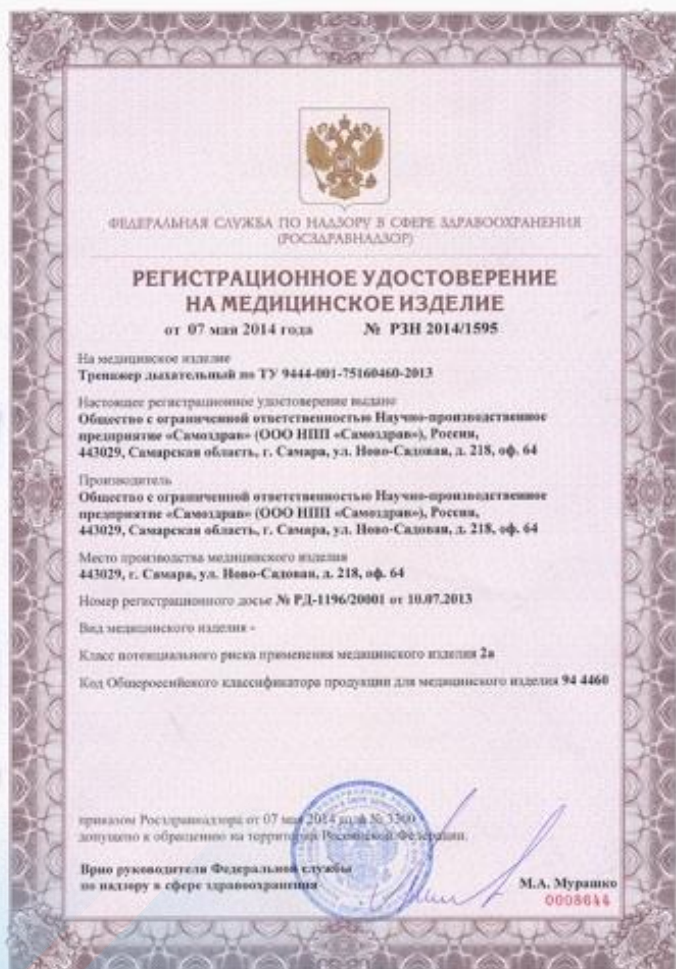 ФЕДЕРАЛЬНАЯ СЛУЖБА ПО НАДЗОРУ В СФЕРЕ ЗДРАВООХРАНЕНИЯ
(РОСЗДРАВНАДЗОР)
РЕГИСТРАЦИОННОЕ УДОСТОВЕРЕНИЕ
НА МЕДИЦИНСКОЕ ИЗДЕЛИЕ
от 07 мая 2014 года № РЗН 2014/1595
На медицинское изделие
Тренажер дыхательный по ТУ 9444-001-75160460-2013
Настоящее регистрационное удостоверение выдано
Общество с ограниченной ответственностью Научно-производственное
предприятие «Самоздрав» (ООО НПП «Самоздрав»), Россия,
443029, Самарская область, г. Самара, ул. Ново-Садовая, д. 218, оф. 64
Производитель
Общество с ограниченной ответственностью Научно-производственное
предприятие «Самоздрав» (ООО НПП «Самоздрав»), Россия,
443029, Самарская область, г. Самара, ул. Ново-Садовая, д. 218, оф. 64
Место производства медицинского изделия
443029, г. Самара, ул. Ново-Садовая, д. 218, оф. 64
Номер регистрационного досье № РД-1196/20001 от 10.07.2013
Вид медицинского изделия -
Класс потенциального риска применения медицинского изделия 2а
Код Общероссийского классификатора продукции для медицинского изделия 94 4460
приказом Росздравнадзора от 07 мая 2014 года № 3300
допущено к обращению на территории Российской Федерации.
Врио руководителя Федеральной службы
по надзору в сфере здравоохранения
М.А. Мурашко
0008644